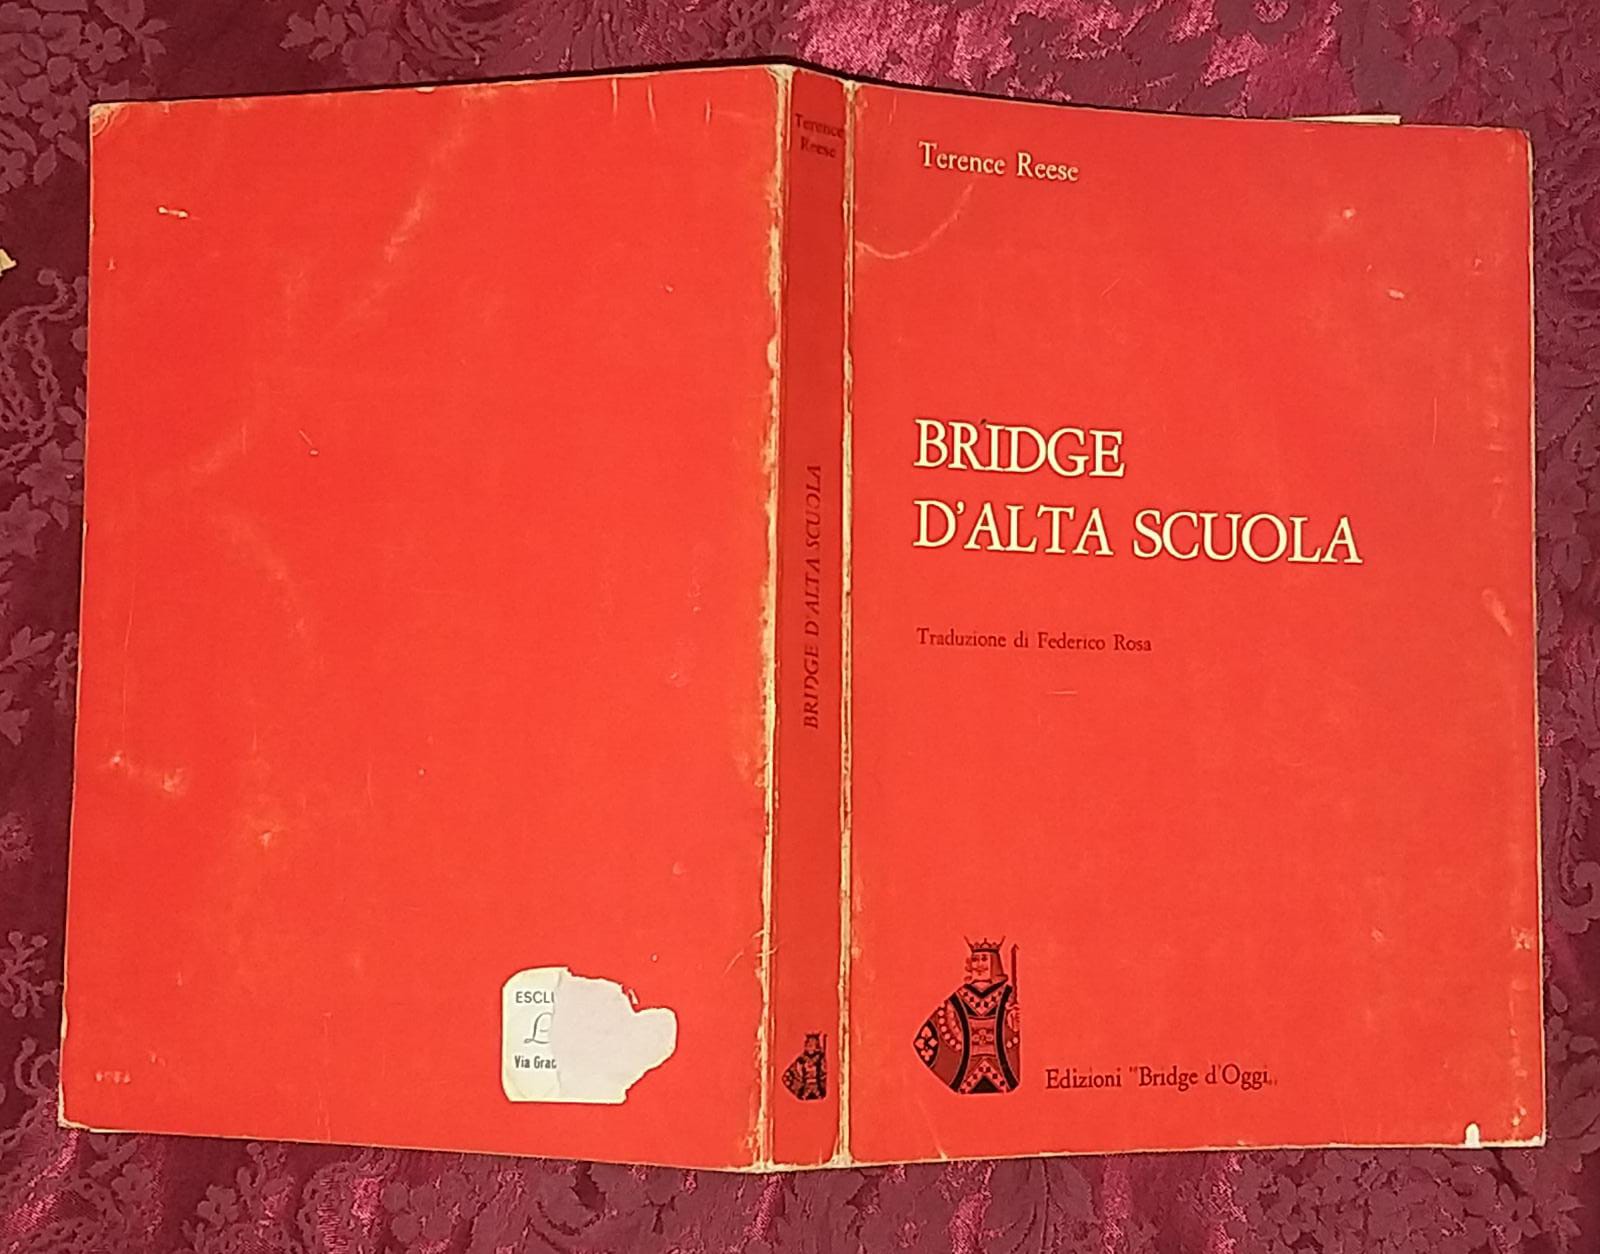 Terence Reese
BRIDGE
D'ALTA SCUOLA
Traduzione di Federico Rosa
Edizioni "Bridge d'Oggi„
Terence
Reese
BRIDGE D'ALTA SCUOLA
ESCLU
Via Grac